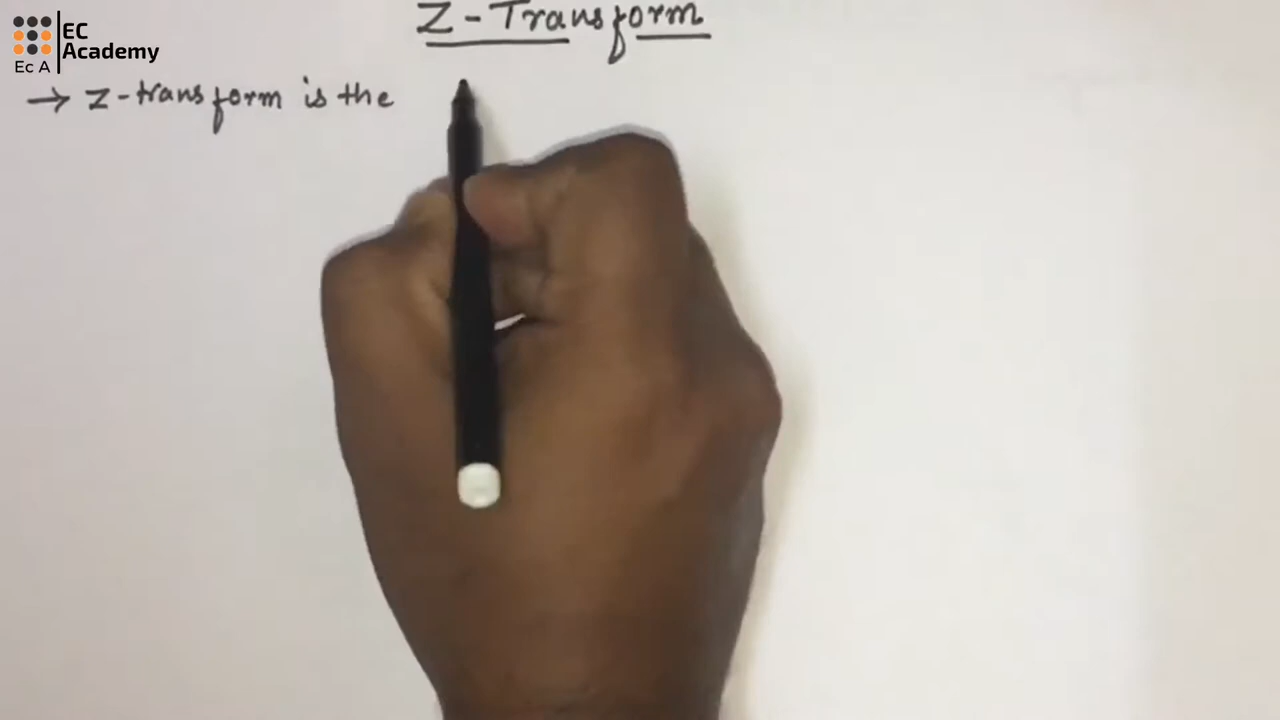 Z-Transform
EC
Academy
Ec A
→ Z-transform is the